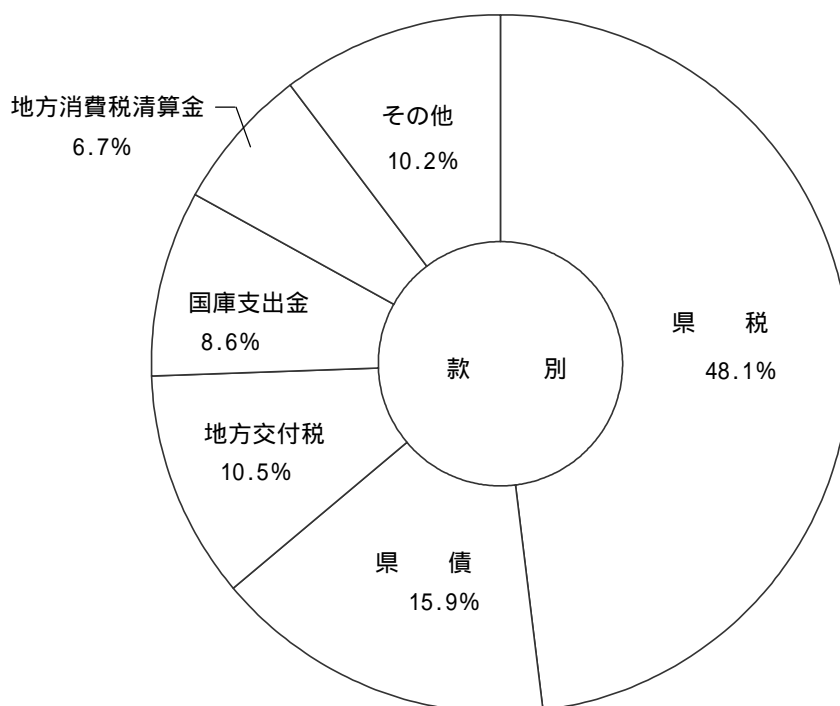 地方消費税清算金
6.7%
その他
10.2%
国庫支出金
8.6%
県　税
48.1%
款　別
地方交付税
10.5%
県　債
15.9%